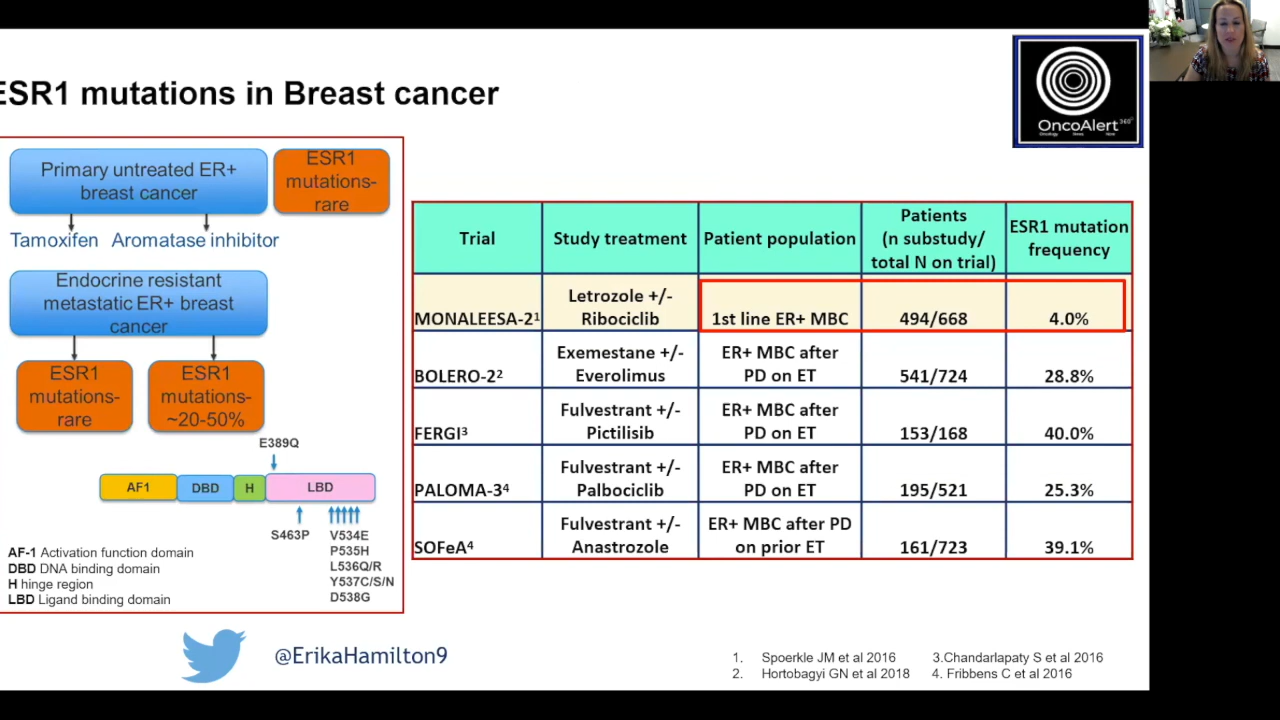 ESR1 mutations in Breast cancer
OncoAlert 360°
Oncology News Now
Primary untreated ER+
breast cancer
ESR1
mutations-
rare
Tamoxifen Aromatase inhibitor
Endocrine resistant
metastatic ER+ breast
cancer
ESR1
mutations-
rare
ESR1
mutations-
~20-50%
E389Q
AF1 DBD H LBD
S463P
V534E
P535H
L536Q/R
Y537C/S/N
D538G
AF-1 Activation function domain
DBD DNA binding domain
H hinge region
LBD Ligand binding domain
Trial
Study treatment
Patient population
Patients
(n substudy/
total N on trial)
ESR1 mutation
frequency
MONALEESA-2¹
Letrozole +/-
Ribociclib
1st line ER+ MBC
494/668
4.0%
BOLERO-2²
Exemestane +/-
Everolimus
ER+ MBC after
PD on ET
541/724
28.8%
FERGI³
Fulvestrant +/-
Pictilisib
ER+ MBC after
PD on ET
153/168
40.0%
PALOMA-3⁴
Fulvestrant +/-
Palbociclib
ER+ MBC after
PD on ET
195/521
25.3%
SOFeA⁴
Fulvestrant +/-
Anastrozole
ER+ MBC after PD
on prior ET
161/723
39.1%
@ErikaHamilton9
1. Spoerkle JM et al 2016 3.Chandarlapaty S et al 2016
2. Hortobagyi GN et al 2018 4. Fribbens C et al 2016